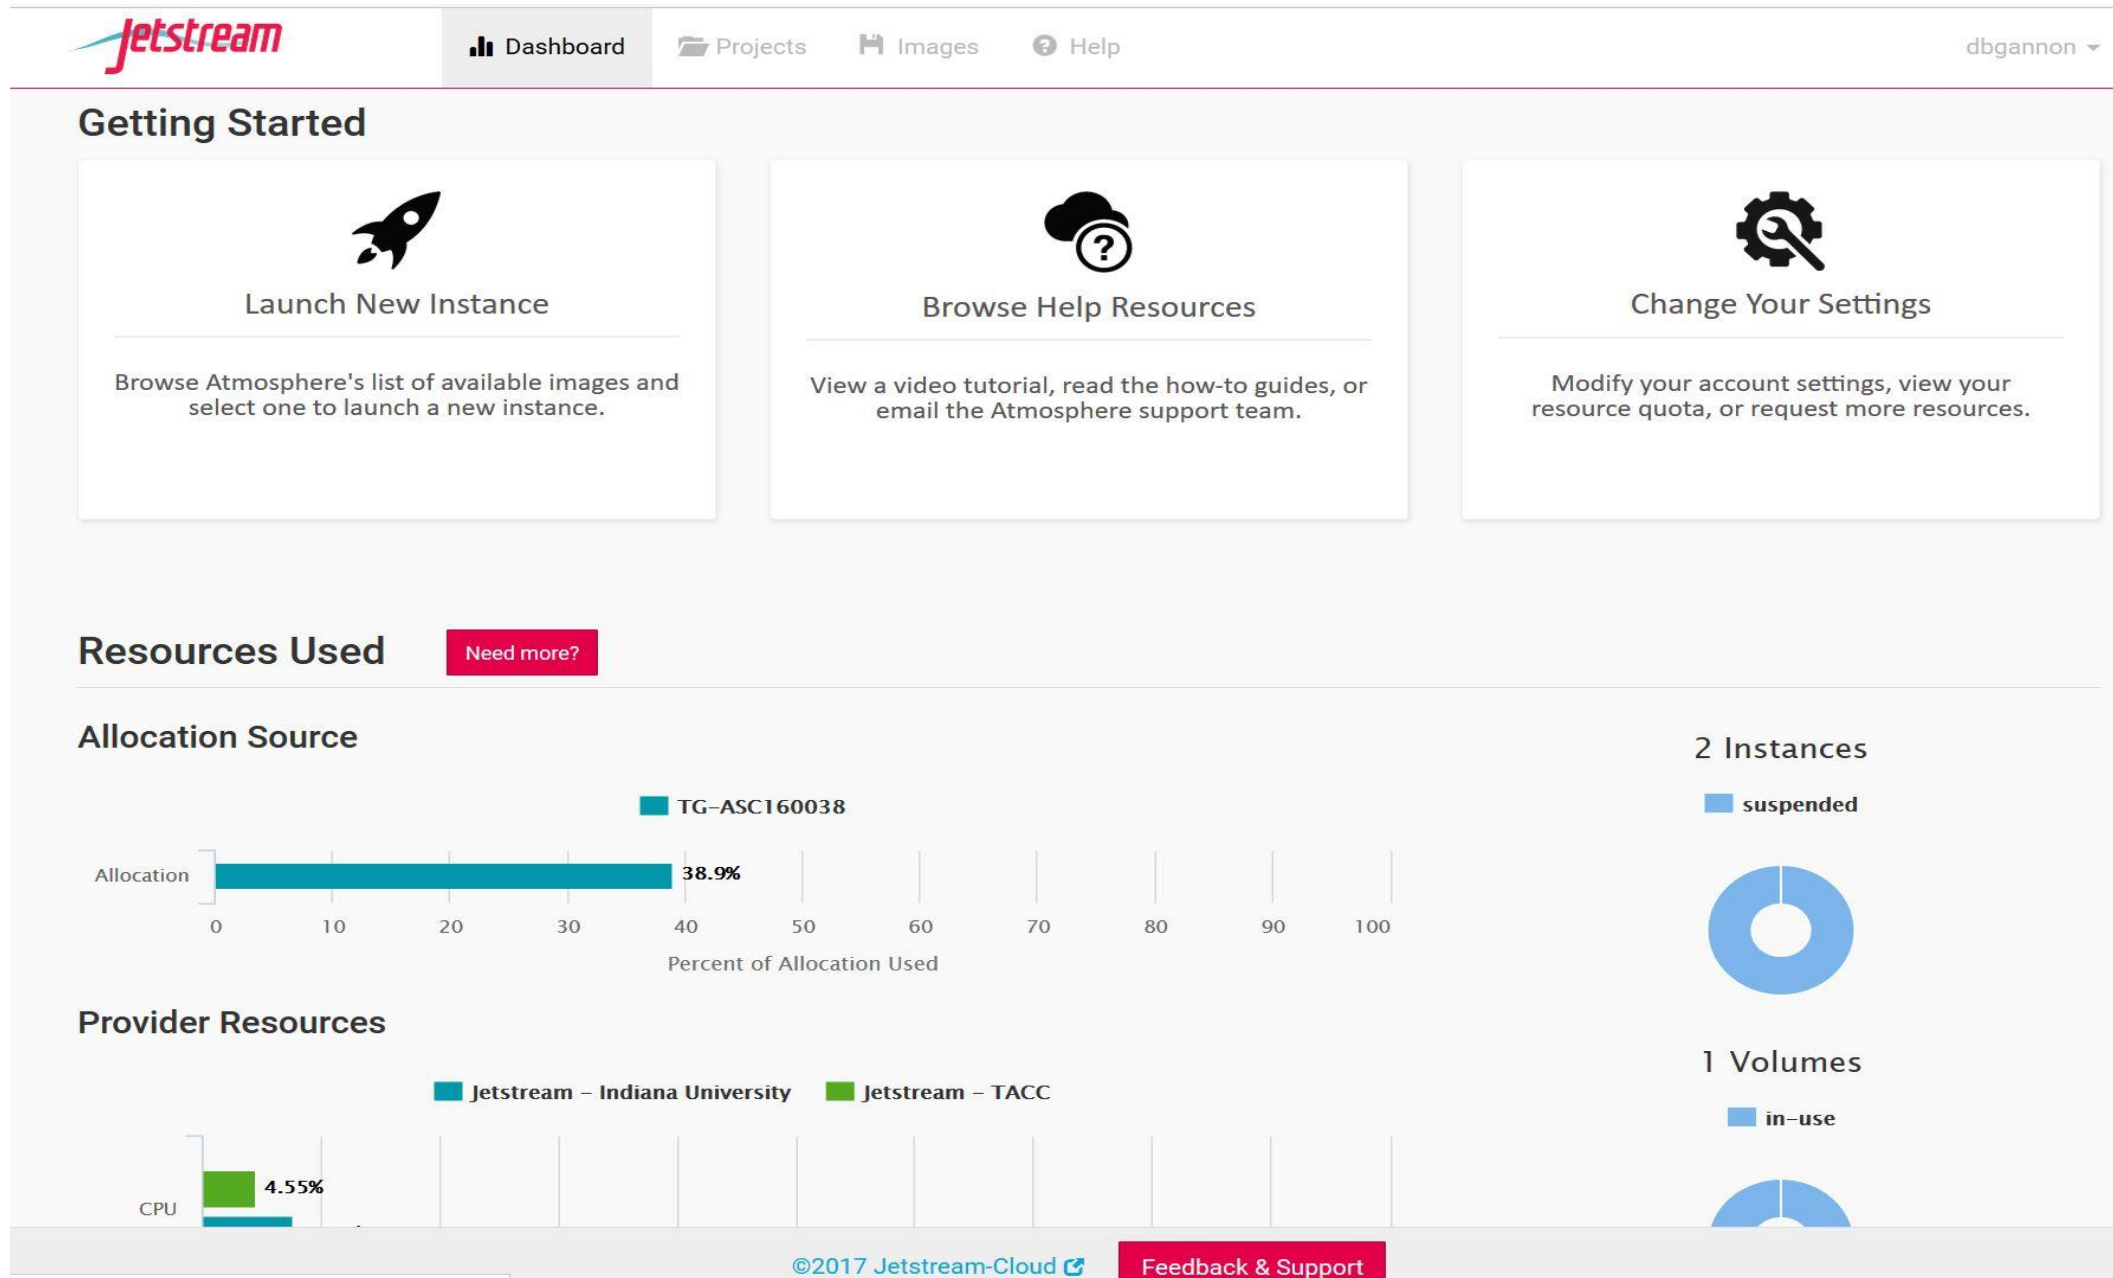 Jetstream
Dashboard
Projects
Images
Help
dbgannon
Getting Started
Launch New Instance
Browse Atmosphere's list of available images and
select one to launch a new instance.
Browse Help Resources
View a video tutorial, read the how-to guides, or
email the Atmosphere support team.
Change Your Settings
Modify your account settings, view your
resource quota, or request more resources.
Resources Used
Need more?
Allocation Source
TG-ASC160038
Allocation
38.9%
0 10 20 30 40 50 60 70 80 90 100
Percent of Allocation Used
2 Instances
suspended
Provider Resources
Jetstream - Indiana University
Jetstream - TACC
CPU
4.55%
1 Volumes
in-use
©2017 Jetstream-Cloud
Feedback & Support